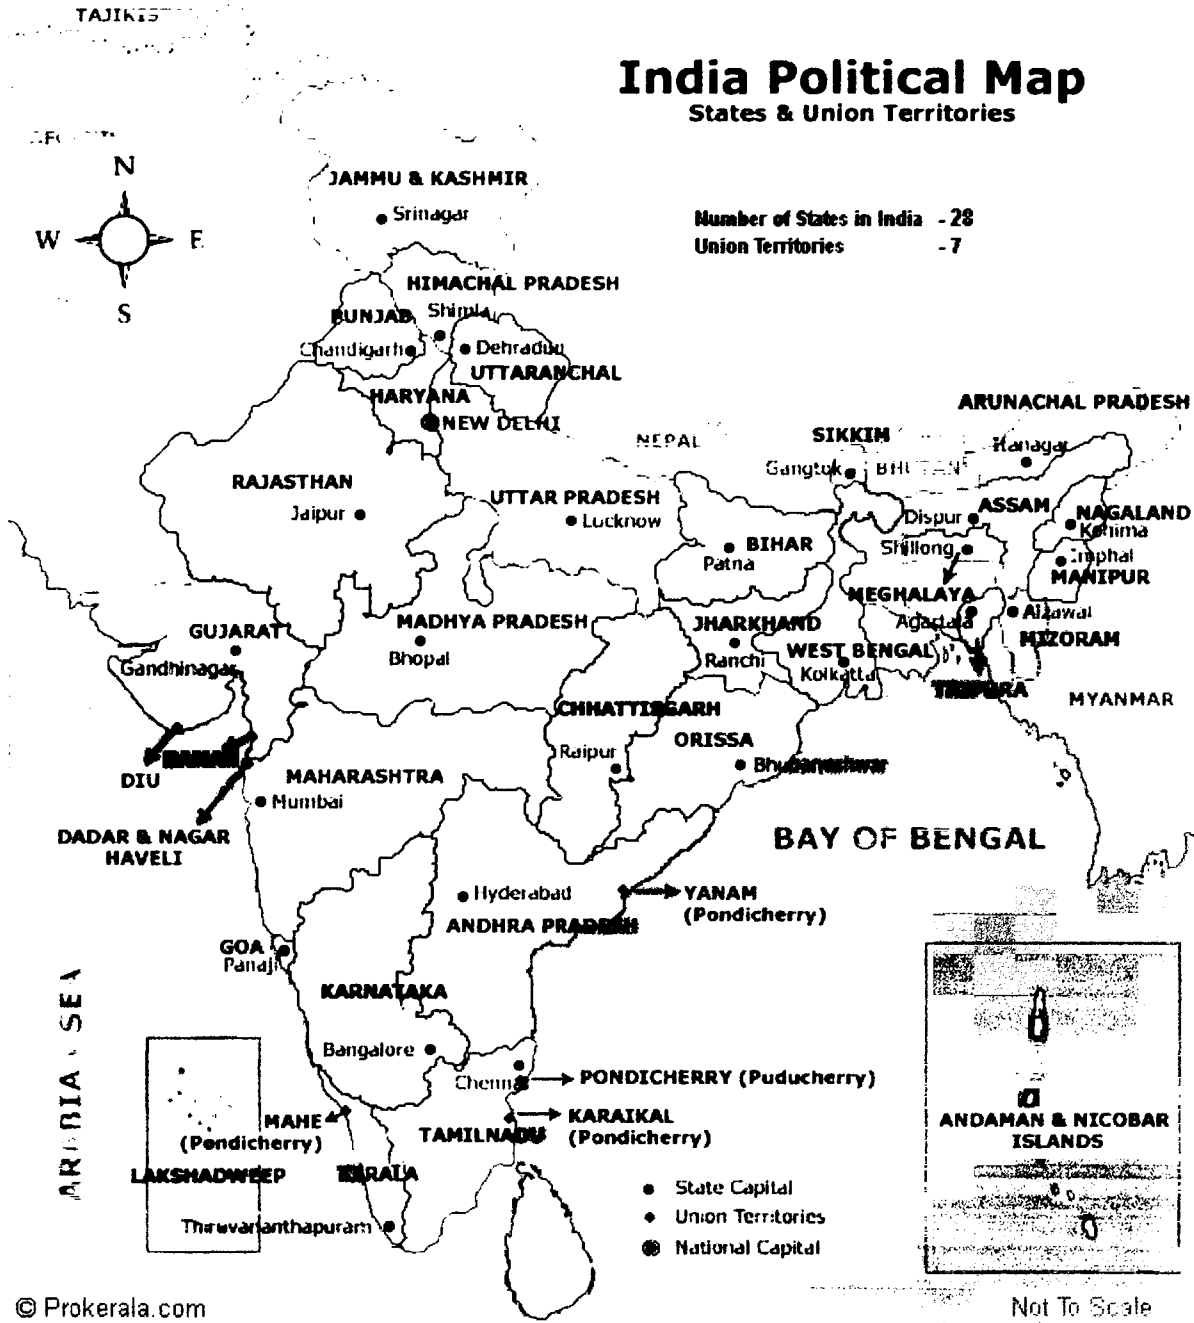 India Political Map
States & Union Territories
N
W
E
S
Number of States in India - 28
Union Territories - 7
JAMMU & KASHMIR
Srinagar
HIMACHAL PRADESH
Shimla
PUNJAB
Chandigarh
Dehradun
UTTARANCHAL
HARYANA
NEW DELHI
ARUNACHAL PRADESH
Itanagar
NEPAL
SIKKIM
Gangtok
BHUTAN
RAJASTHAN
Jaipur
UTTAR PRADESH
Lucknow
ASSAM
Dispur
NAGALAND
Kohima
BIHAR
Patna
Shillong
Imphal
MANIPUR
MEGHALAYA
Agartala
Aizawal
MIZORAM
GUJARAT
Gandhinagar
MADHYA PRADESH
Bhopal
JHARKHAND
Ranchi
WEST BENGAL
Kolkatta
TRIPURA
MYANMAR
CHHATTISGARH
Raipur
ORISSA
Bhubaneshwar
DAMAN
DIU
MAHARASHTRA
Mumbai
DADAR & NAGAR
HAVELI
BAY OF BENGAL
Hyderabad
YANAM
(Pondicherry)
ANDHRA PRADESH
GOA
Panaji
KARNATAKA
ARABIA SEA
Bangalore
Chennai
PONDICHERRY (Puducherry)
MAHE
(Pondicherry)
KARAIKAL
(Pondicherry)
TAMILNADU
ANDAMAN & NICOBAR
ISLANDS
LAKSHADWEEP
KERALA
Thiruvananthapuram
State Capital
Union Territories
National Capital
© Prokerala.com
Not To Scale